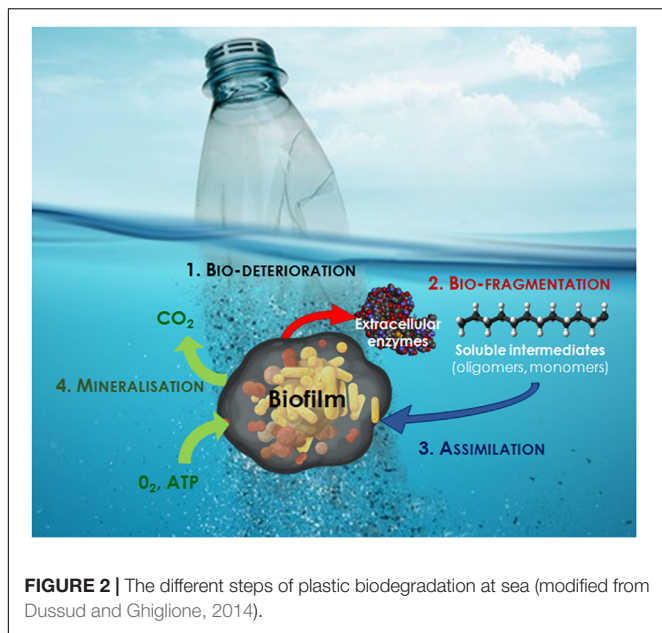 1. BIO-DETERIORATION
2. BIO-FRAGMENTATION
CO2
Extracellular
enzymes
Soluble intermediates
(oligomers, monomers)
4. MINERALISATION
Biofilm
3. ASSIMILATION
02, ATP
FIGURE 2 | The different steps of plastic biodegradation at sea (modified from
Dussud and Ghiglione, 2014).